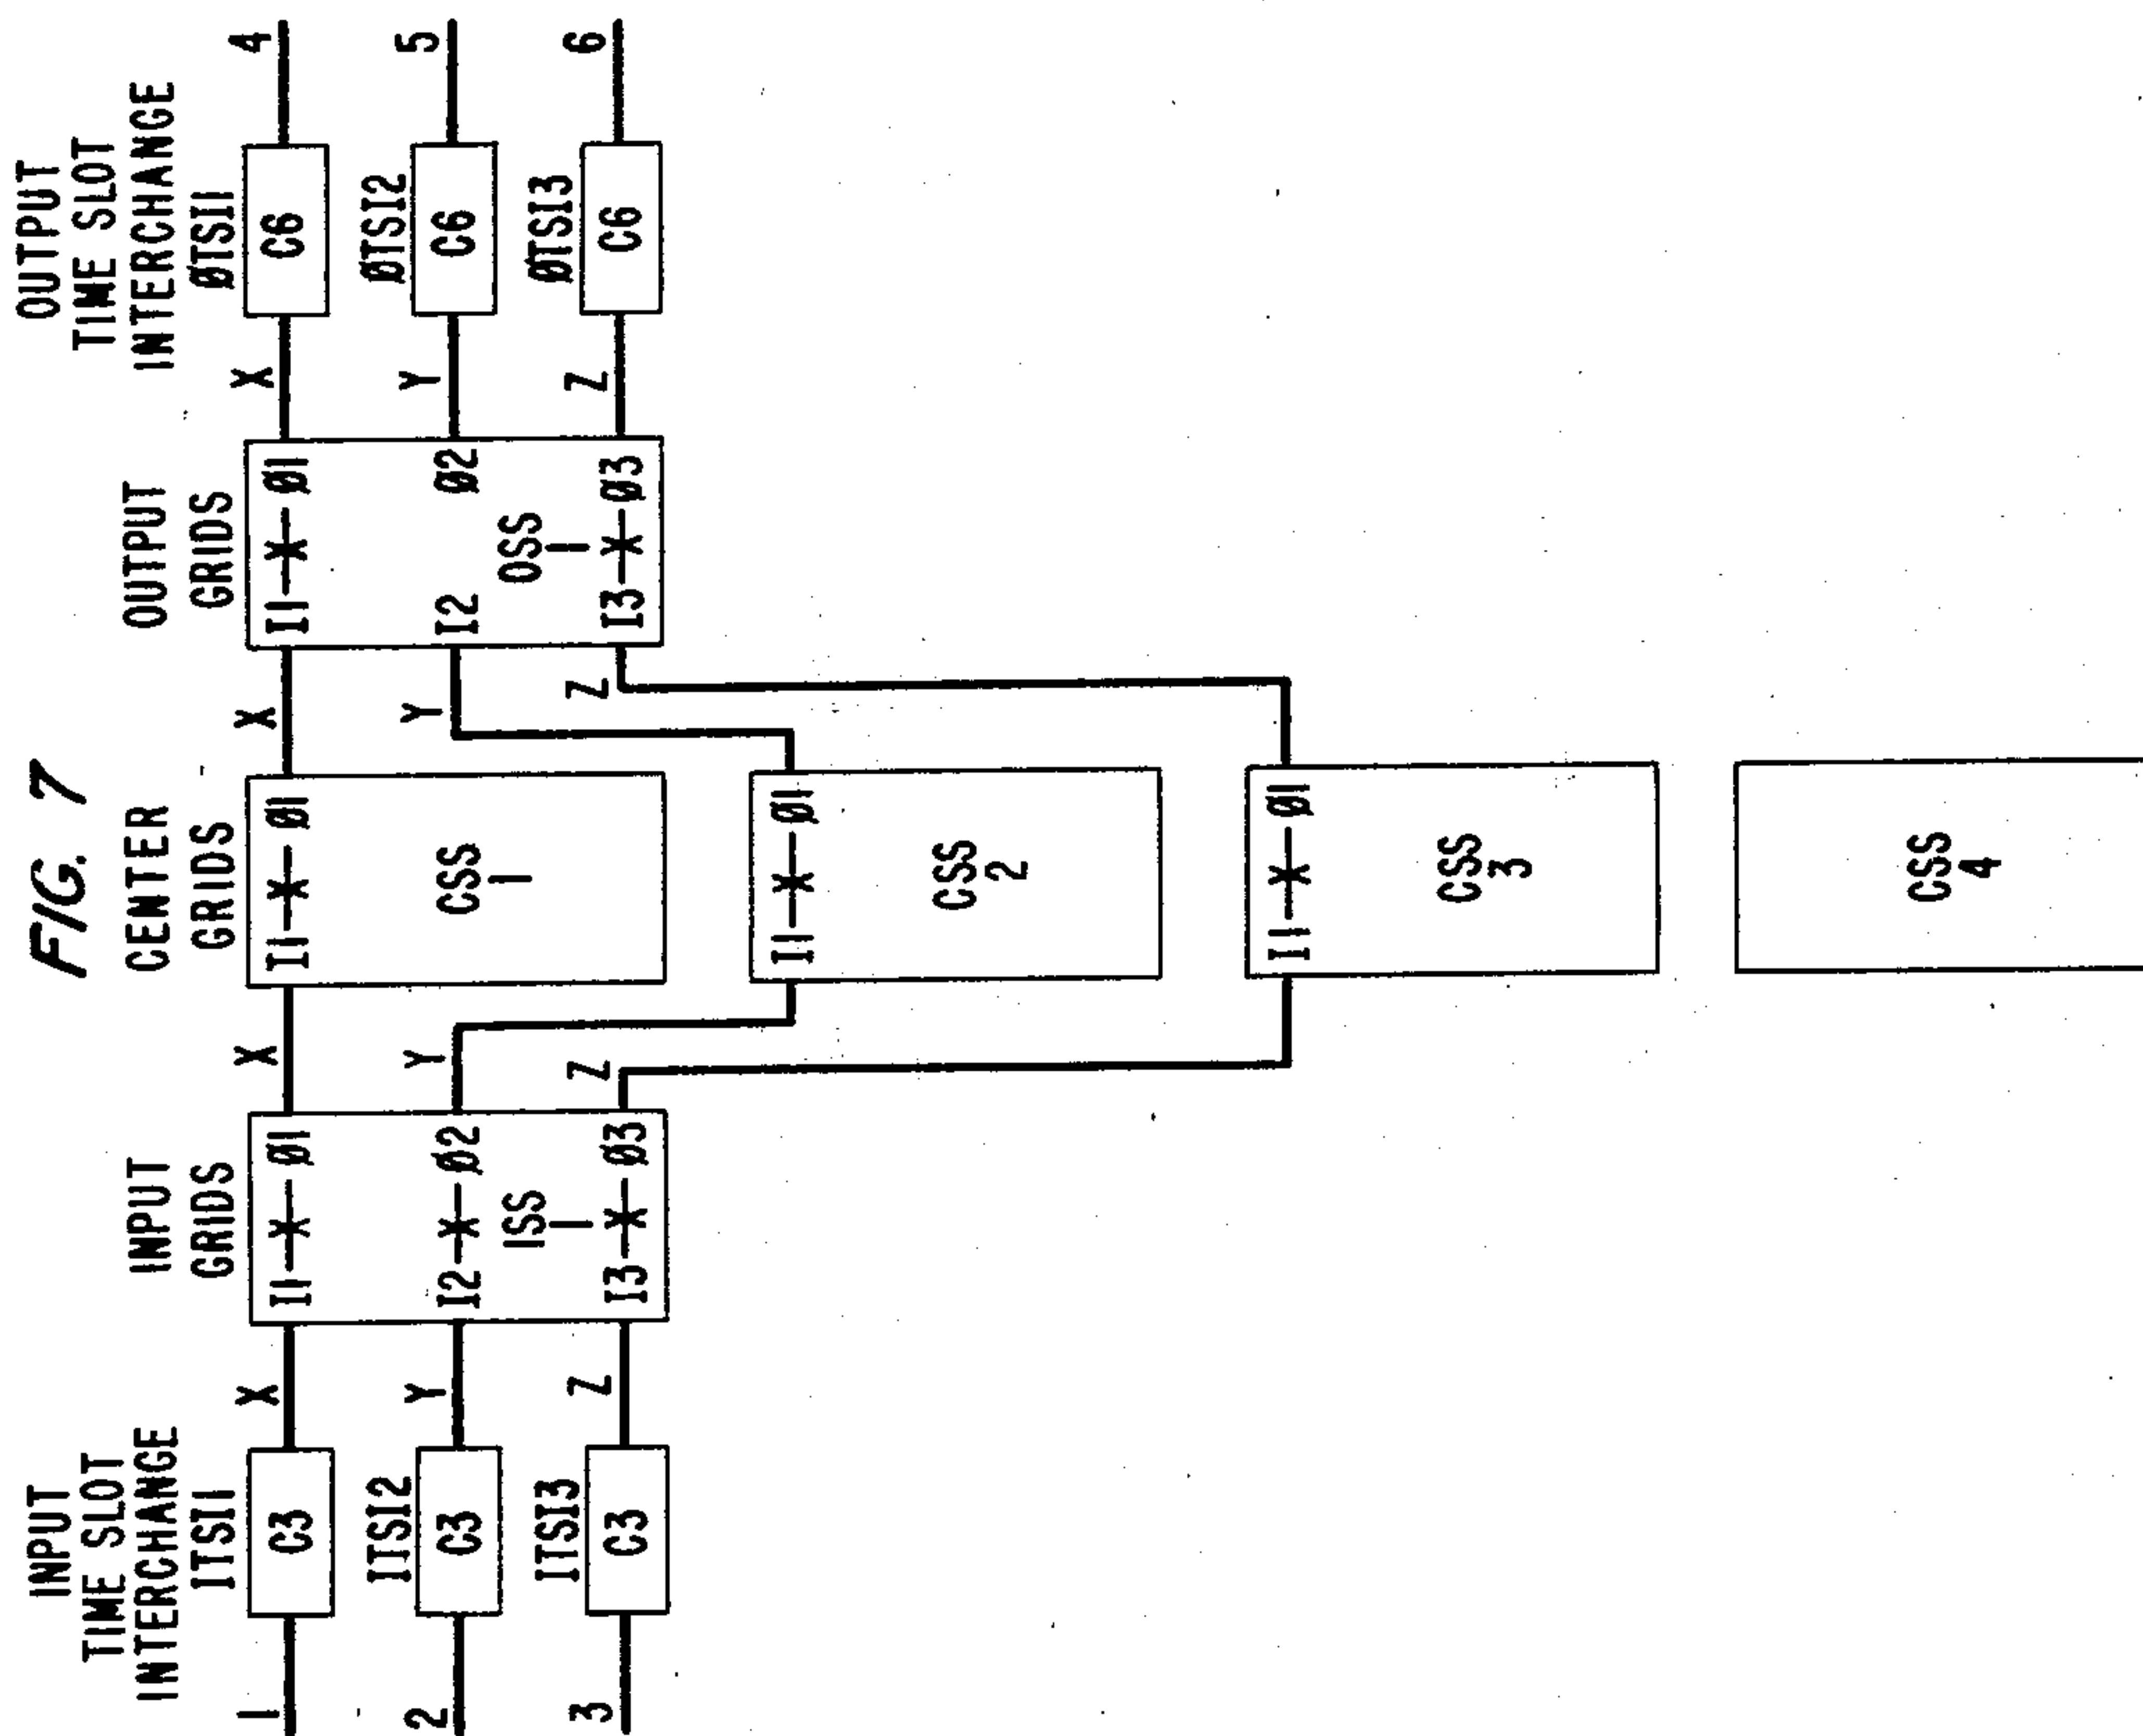 FIG. 7
INPUT
TIME SLOT
INTERCHANGE
INPUT
GRIDS
CENTER
GRIDS
OUTPUT
GRIDS
OUTPUT
TIME SLOT
INTERCHANGE
ITSI1
ØTSI1
1 C3 X I1 Ø1 X I1 Ø1 X I1 Ø1 X C6 4
CSS
1
ITSI2
ØTSI2
2 C3 Y I2 Ø2 Y Y I2 Ø2 Y C6 5
ISS
1
OSS
1
ITSI3
ØTSI3
3 C3 Z I3 Ø3 Z Z I3 Ø3 Z C6 6
I1 Ø1
CSS
2
I1 Ø1
CSS
3
CSS
4